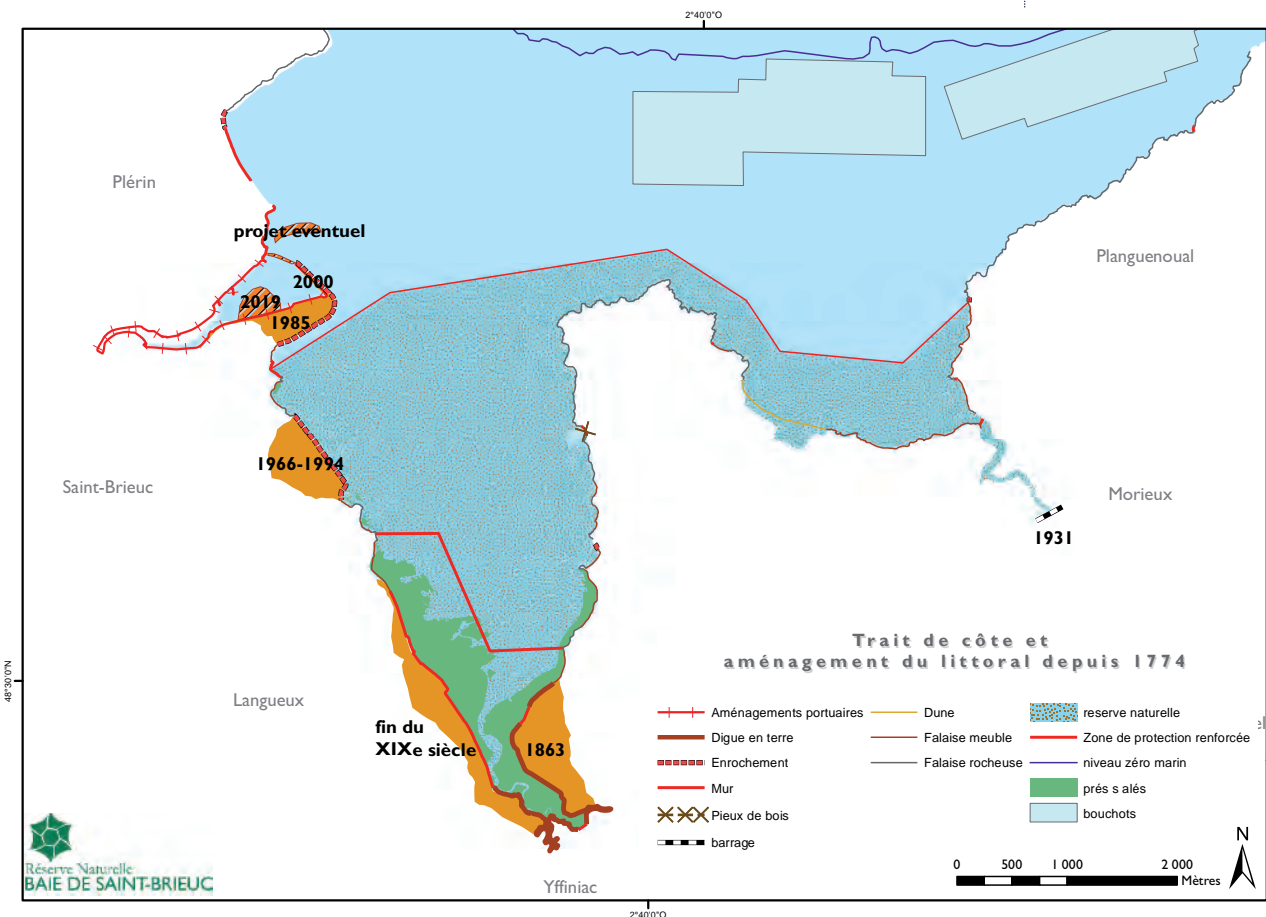 2°40'0"O
Plérin
projet eventuel
Planguenoual
2000
2019
1985
1966-1994
Saint-Brieuc
Morieux
1931
Trait de côte et
aménagement du littoral depuis 1774
48°30'0"N
Langueux
fin du
XIXe siècle
1863
Aménagements portuaires
Digue en terre
Enrochement
Mur
Pieux de bois
barrage
Dune
Falaise meuble
Falaise rocheuse
reserve naturelle
Zone de protection renforcée
niveau zéro marin
prés s alés
bouchots
N
0 500 1 000 2 000
Mètres
Réserve Naturelle
BAIE DE SAINT-BRIEUC
Yffiniac
2°40'0"O